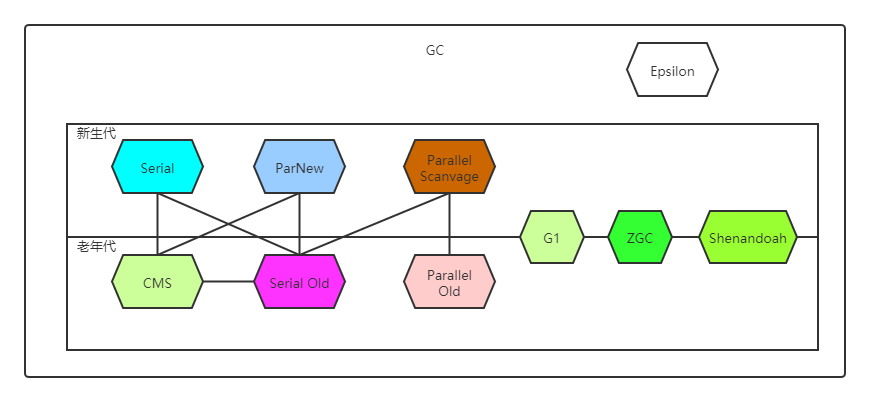 GC
Epsilon
新生代
Serial
ParNew
Parallel
Scanvage
G1
ZGC
Shenandoah
老年代
CMS
Serial Old
Parallel
Old